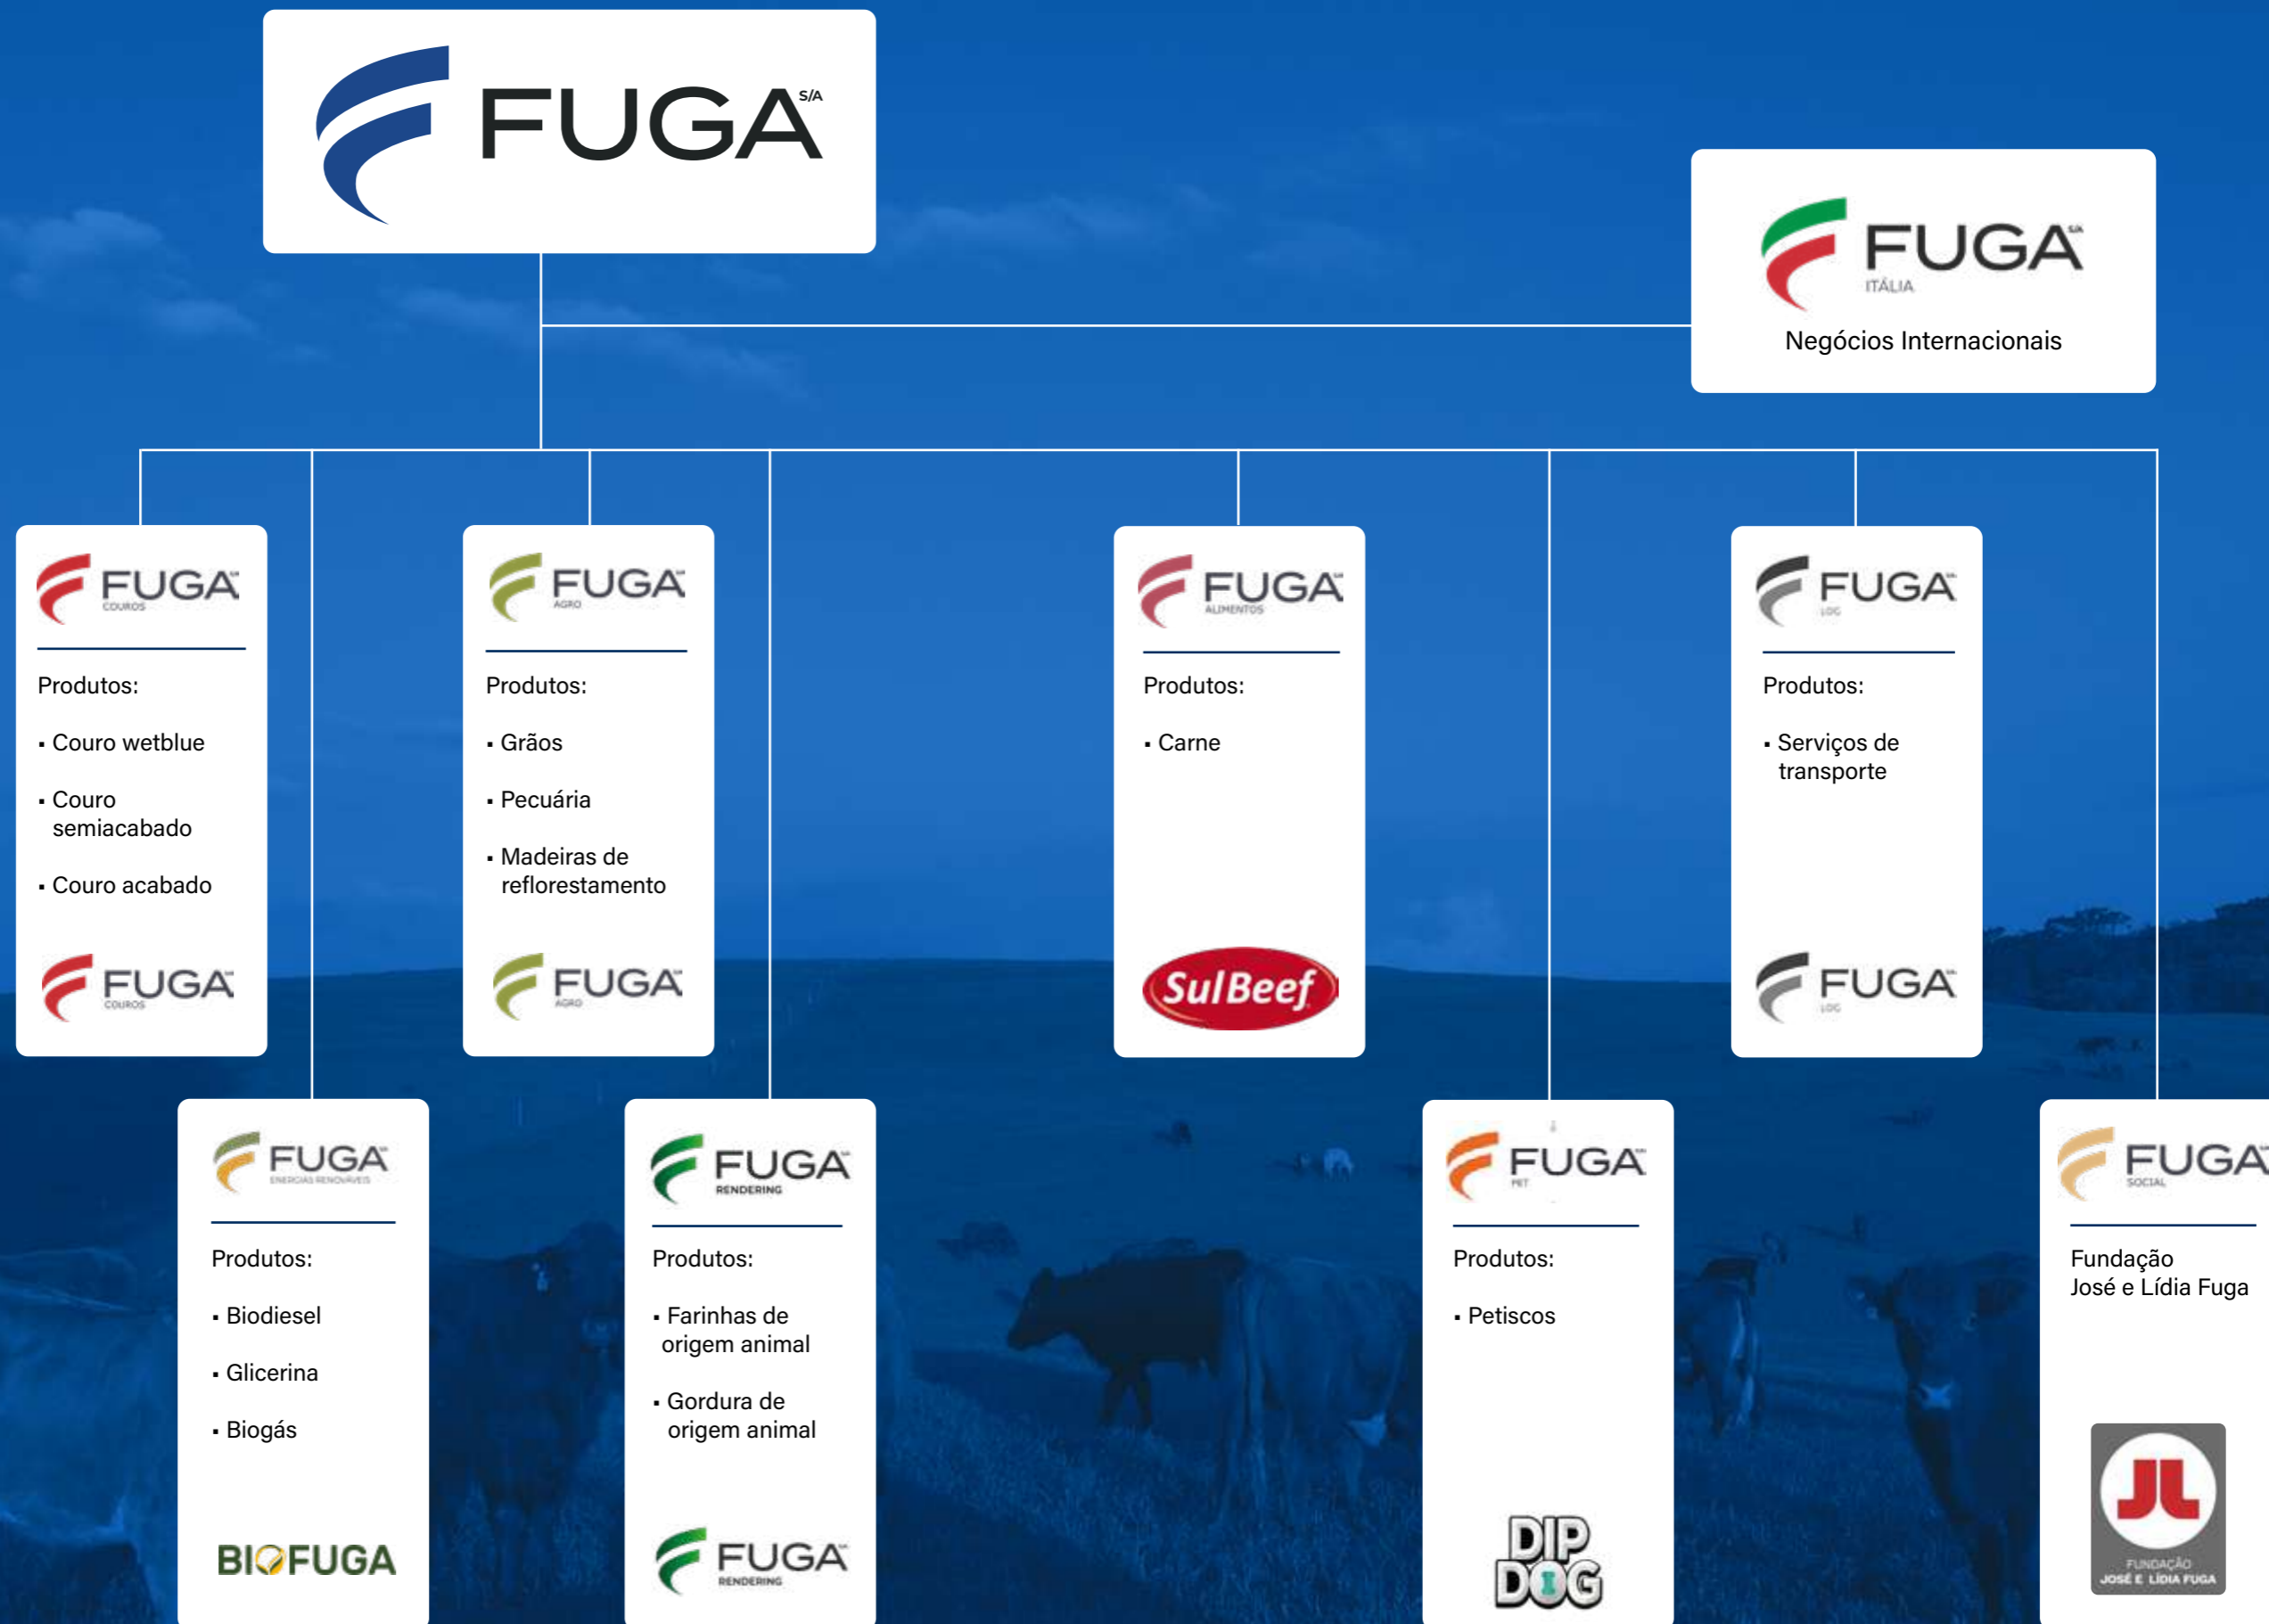 FUGA S/A
FUGA S/A
ITÁLIA
Negócios Internacionais
FUGA
COUROS
Produtos:
▪ Couro wetblue
▪ Couro
semiacabado
▪ Couro acabado
FUGA
COUROS
FUGA
AGRO
Produtos:
▪ Grãos
▪ Pecuária
▪ Madeiras de
reflorestamento
FUGA
AGRO
FUGA
ALIMENTOS
Produtos:
▪ Carne
SulBeef
FUGA
LOG
Produtos:
▪ Serviços de
transporte
FUGA
LOG
FUGA
ENERGIAS RENOVÁVEIS
Produtos:
▪ Biodiesel
▪ Glicerina
▪ Biogás
BIOFUGA
FUGA
RENDERING
Produtos:
▪ Farinhas de
origem animal
▪ Gordura de
origem animal
FUGA
RENDERING
FUGA
PET
Produtos:
▪ Petiscos
DIP
DOG
FUGA
SOCIAL
Fundação
José e Lídia Fuga
JL
FUNDAÇÃO
JOSÉ E LÍDIA FUGA